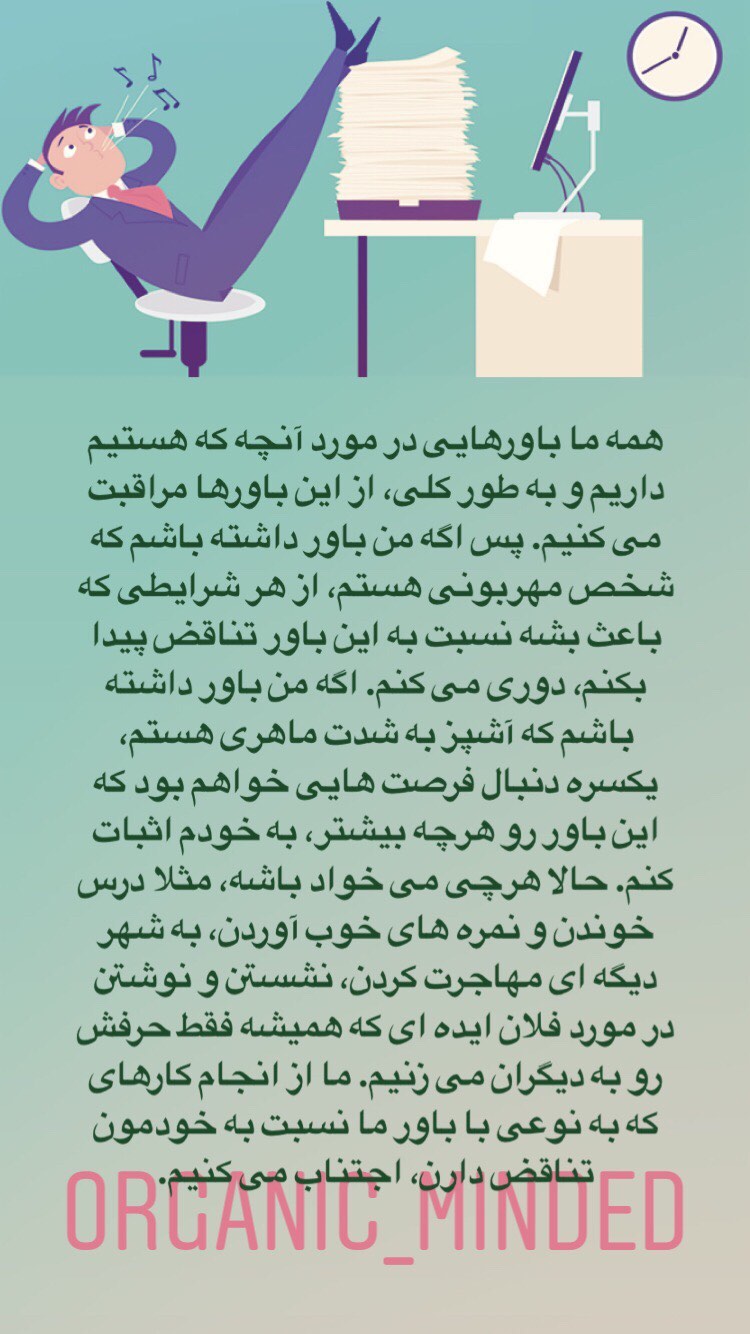 همه ما باورهایی در مورد آنچه که هستیم
داریم و به طور کلی، از این باورها مراقبت
می کنیم. پس اگه من باور داشته باشم که
شخص مهربونی هستم، از هر شرایطی که
باعث بشه نسبت به این باور تناقض پیدا
بکنم، دوری می کنم. اگه من باور داشته
باشم که آشپز به شدت ماهری هستم،
یکسره دنبال فرصت هایی خواهم بود که
این باور رو هرچه بیشتر، به خودم اثبات
کنم. حالا هرچی می خواد باشه، مثلا درس
خوندن و نمره های خوب آوردن، به شهر
دیگه ای مهاجرت کردن، نشستن و نوشتن
در مورد فلان ایده ای که همیشه فقط حرفش
رو به دیگران می زنیم. ما از انجام کارهای
که به نوعی با باور ما نسبت به خودمون
تناقض دارن، اجتناب می کنیم.
ORGANIC_MINDED